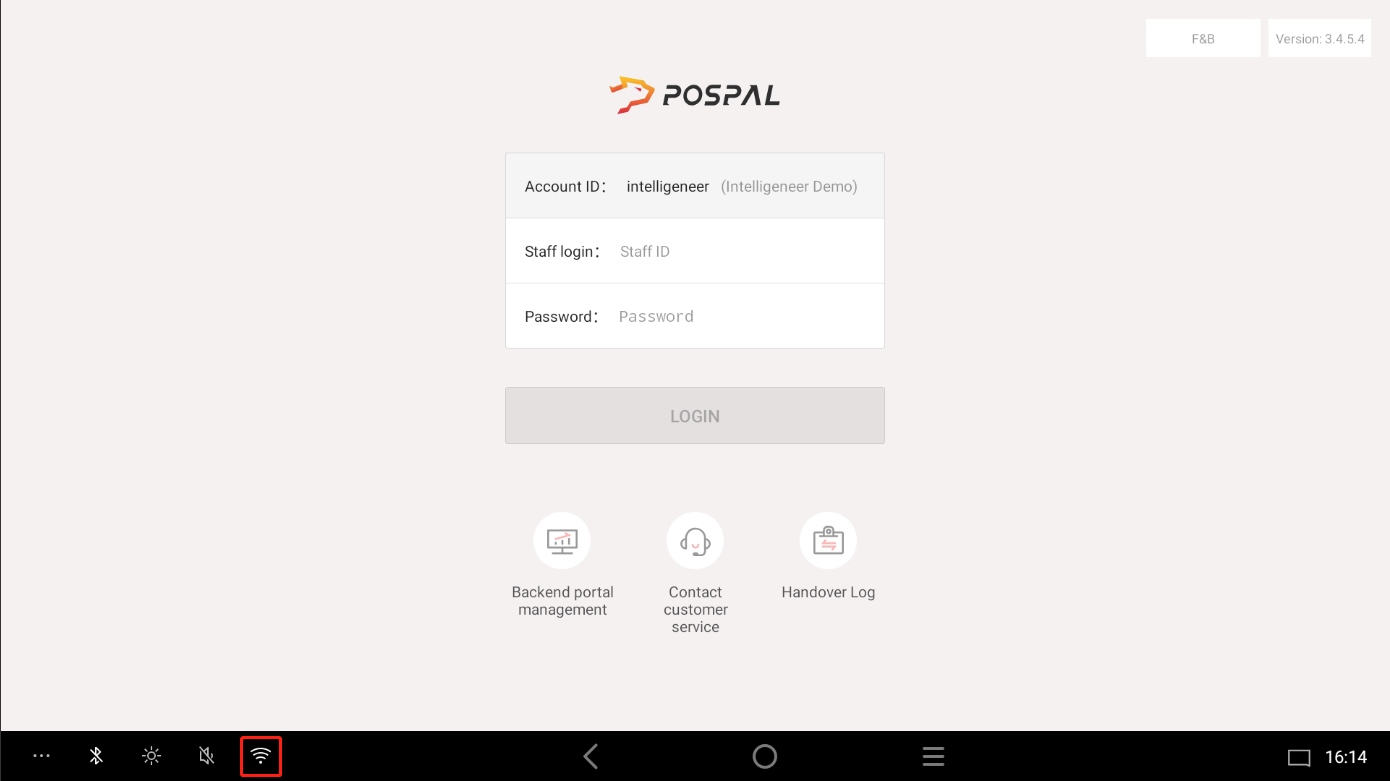 F&B
Version: 3.4.5.4
POSPAL
Account ID： intelligeneer (Intelligeneer Demo)
Staff login： Staff ID
Password： Password
LOGIN
Backend portal
management
Contact
customer
service
Handover Log
16:14